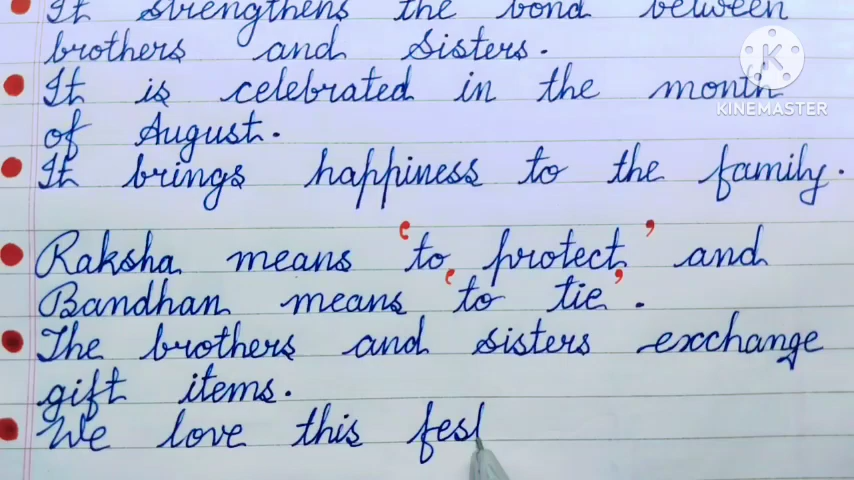 It strengthens the bond between
brothers and sisters.
It is celebrated in the month
of August.
It brings happiness to the family.
Raksha means 'to protect' and
Bandhan means 'to tie'.
The brothers and sisters exchange
gift items.
We love this fest
KINEMASTER